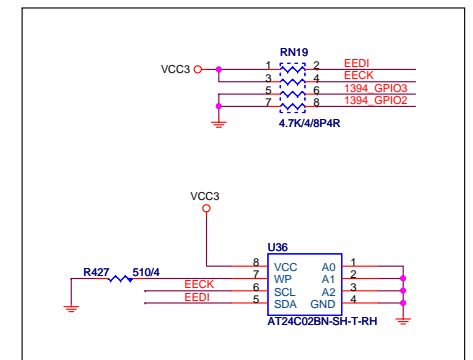 RN19
VCC3
1 2 EEDI
3 4 EECK
5 6 1394_GPIO3
7 8 1394_GPIO2
4.7K/4/8P4R
VCC3
U36
R427 510/4
8 VCC A0 1
7 WP A1 2
EECK 6 SCL A2 3
EEDI 5 SDA GND 4
AT24C02BN-SH-T-RH